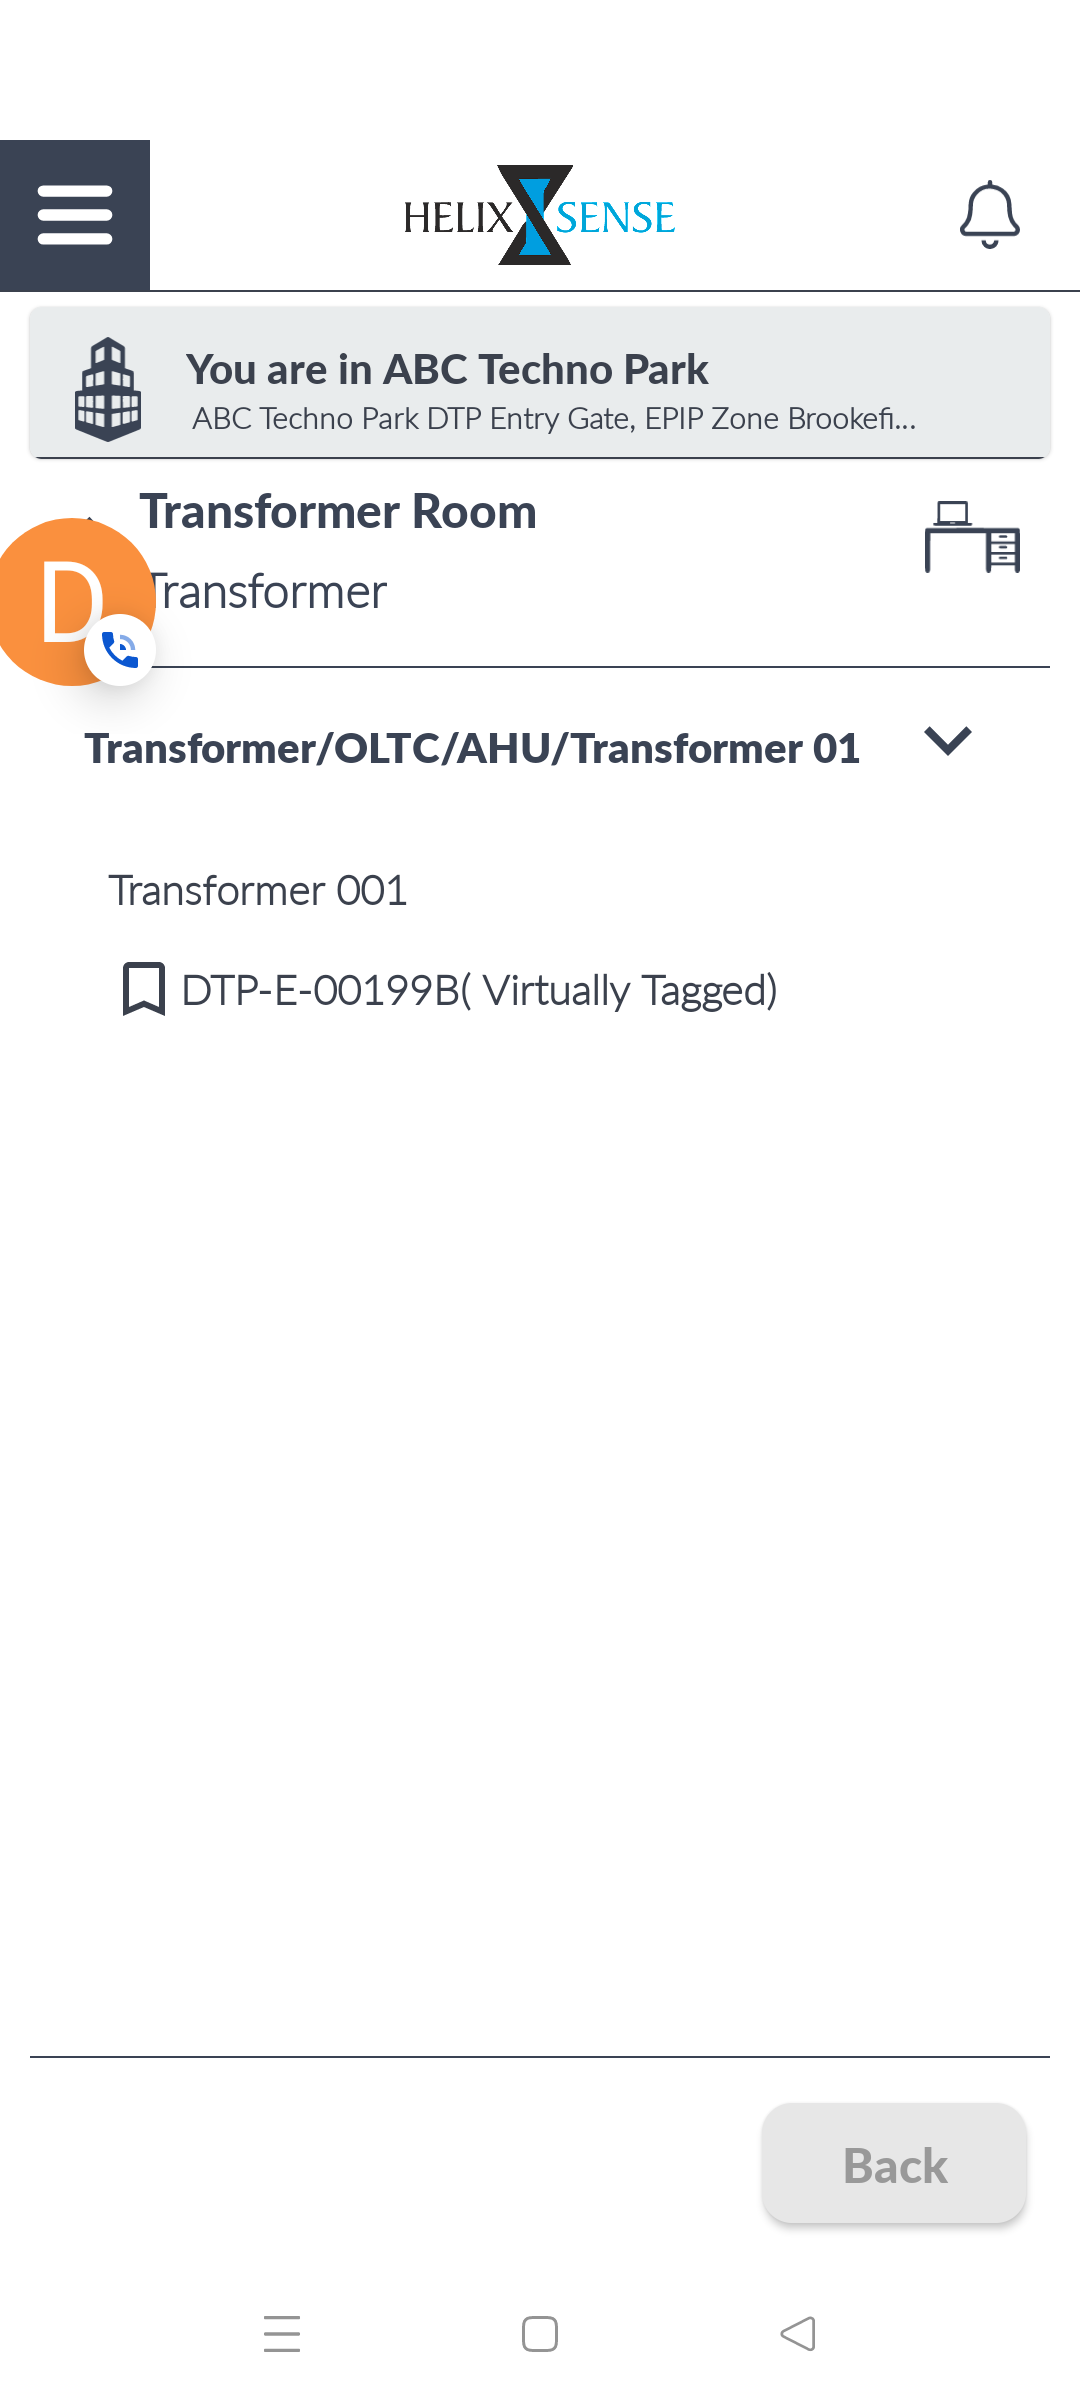 HELIX SENSE
You are in ABC Techno Park
ABC Techno Park DTP Entry Gate, EPIP Zone Brookefi...
Transformer Room
Transformer
D
Transformer/OLTC/AHU/Transformer 01
Transformer 001
DTP-E-00199B( Virtually Tagged)
Back